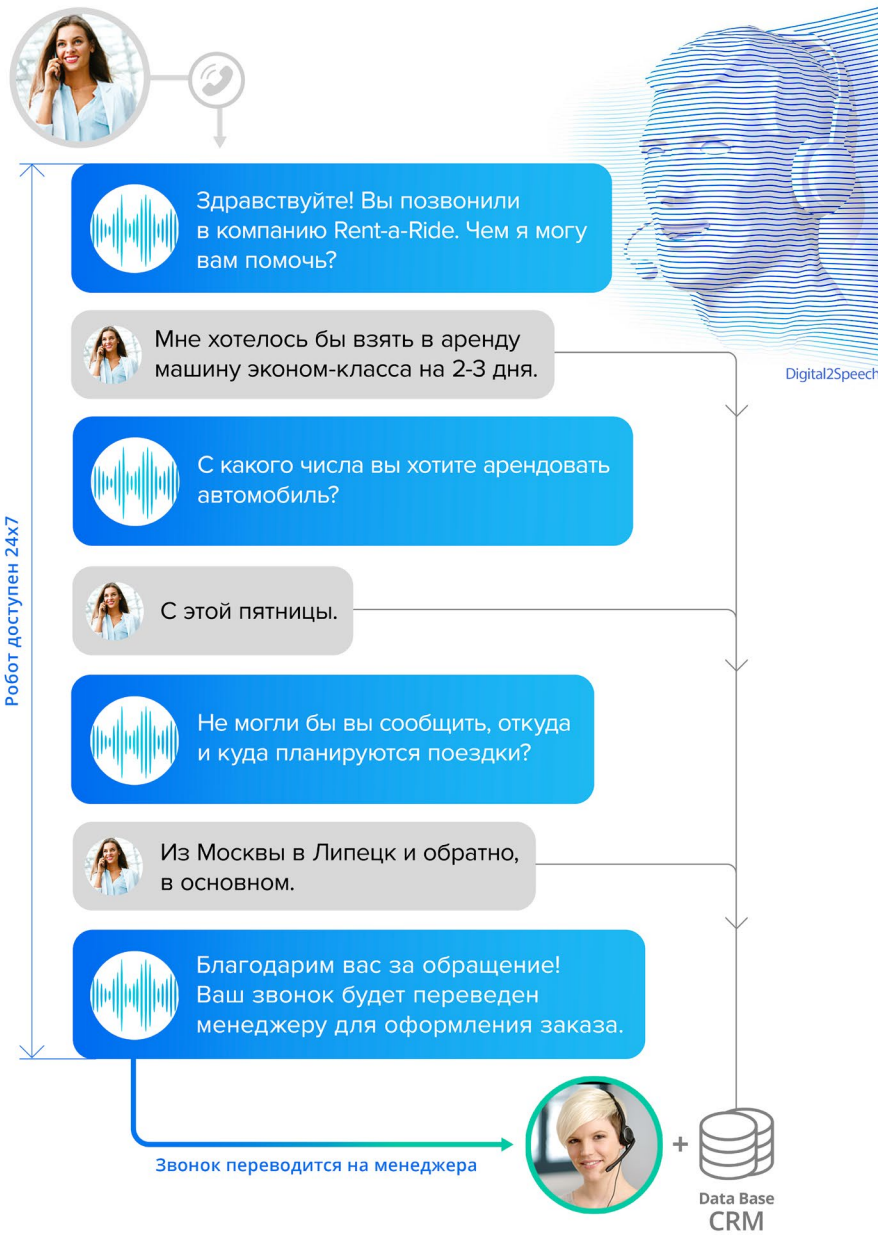 Здравствуйте! Вы позвонили
в компанию Rent-a-Ride. Чем я могу
вам помочь?
Мне хотелось бы взять в аренду
машину эконом-класса на 2-3 дня.
Digital2Speech
С какого числа вы хотите арендовать
автомобиль?
Робот доступен 24x7
С этой пятницы.
Не могли бы вы сообщить, откуда
и куда планируются поездки?
Из Москвы в Липецк и обратно,
в основном.
Благодарим вас за обращение!
Ваш звонок будет переведен
менеджеру для оформления заказа.
Звонок переводится на менеджера
+
Data Base
CRM